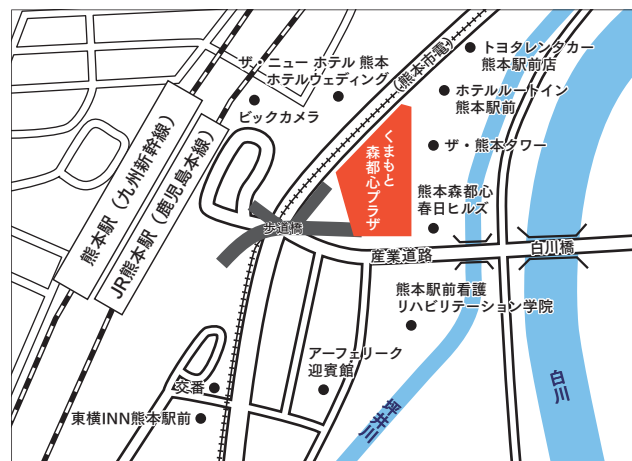 ザ・ニュー ホテル 熊本
ホテルウェディング
ビックカメラ
(熊本市電)
トヨタレンタカー
熊本駅前店
ホテルルートイン
熊本駅前
ザ・熊本タワー
くまもと
森都心プラザ
熊本森都心
春日ヒルズ
熊本駅(九州新幹線)
JR熊本駅(鹿児島本線)
歩道橋
産業道路
白川橋
熊本駅前看護
リハビリテーション学院
アーフェリーク
迎賓館
交番
東横INN熊本駅前
坪井川
白川